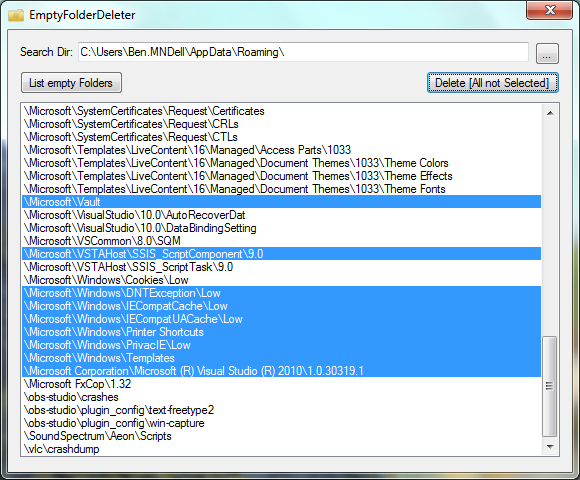 EmptyFolderDeleter
Search Dir: C:\Users\Ben.MNDell\AppData\Roaming\ ...
List empty Folders Delete [All not Selected]
\Microsoft\SystemCertificates\Request\Certificates
\Microsoft\SystemCertificates\Request\CRLs
\Microsoft\SystemCertificates\Request\CTLs
\Microsoft\Templates\LiveContent\16\Managed\Access Parts\1033
\Microsoft\Templates\LiveContent\16\Managed\Document Themes\1033\Theme Colors
\Microsoft\Templates\LiveContent\16\Managed\Document Themes\1033\Theme Effects
\Microsoft\Templates\LiveContent\16\Managed\Document Themes\1033\Theme Fonts
\Microsoft\Vault
\Microsoft\VisualStudio\10.0\AutoRecoverDat
\Microsoft\VisualStudio\10.0\DataBindingSetting
\Microsoft\VSCommon\8.0\SQM
\Microsoft\VSTAHost\SSIS_ScriptComponent\9.0
\Microsoft\VSTAHost\SSIS_ScriptTask\9.0
\Microsoft\Windows\Cookies\Low
\Microsoft\Windows\DNTException\Low
\Microsoft\Windows\IECompatCache\Low
\Microsoft\Windows\IECompatUACache\Low
\Microsoft\Windows\Printer Shortcuts
\Microsoft\Windows\PrivacIE\Low
\Microsoft\Windows\Templates
\Microsoft Corporation\Microsoft (R) Visual Studio (R) 2010\1.0.30319.1
\Microsoft FxCop\1.32
\obs-studio\crashes
\obs-studio\plugin_config\text-freetype2
\obs-studio\plugin_config\win-capture
\SoundSpectrum\Aeon\Scripts
\vlc\crashdump